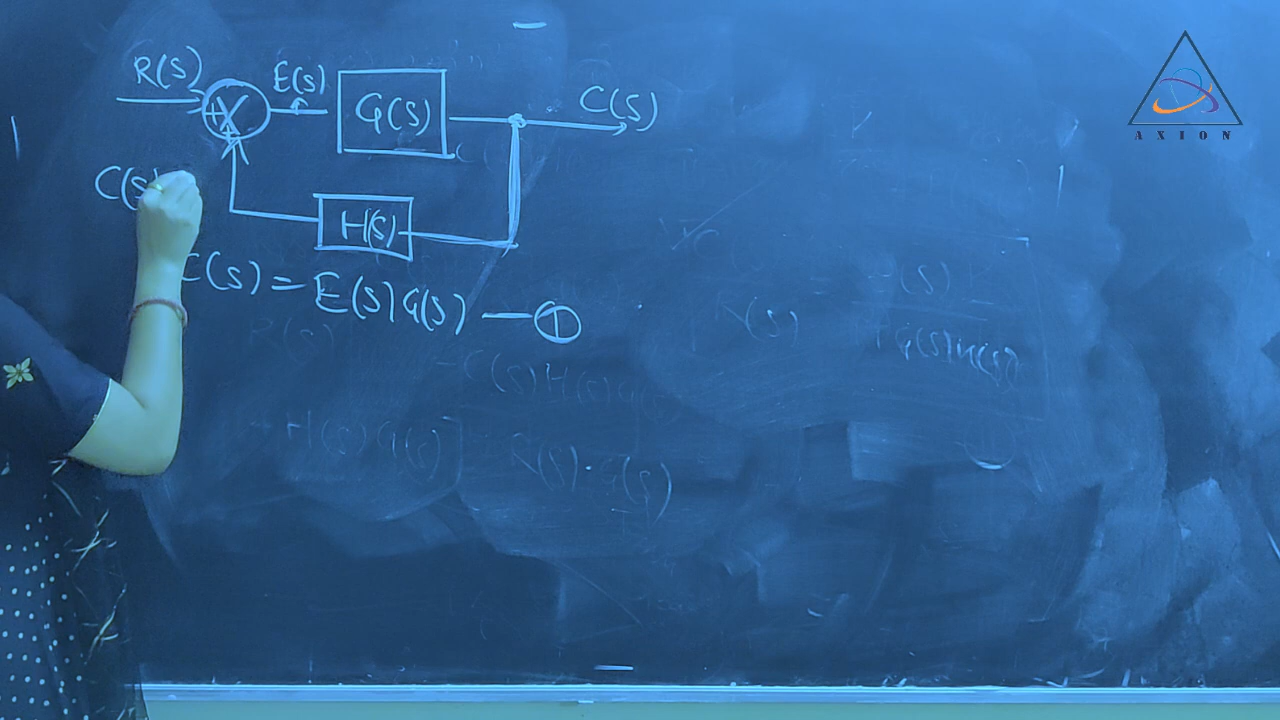 R(S) E(S) G(S) C(S)
+
C(S)
H(S)
C(S) = E(S) G(S) — ①
R(S)
R(S)
G(S)H(S)
- C(S)H(S)G(S)
H(S) G(S)
R(S) · G(S)
AXION